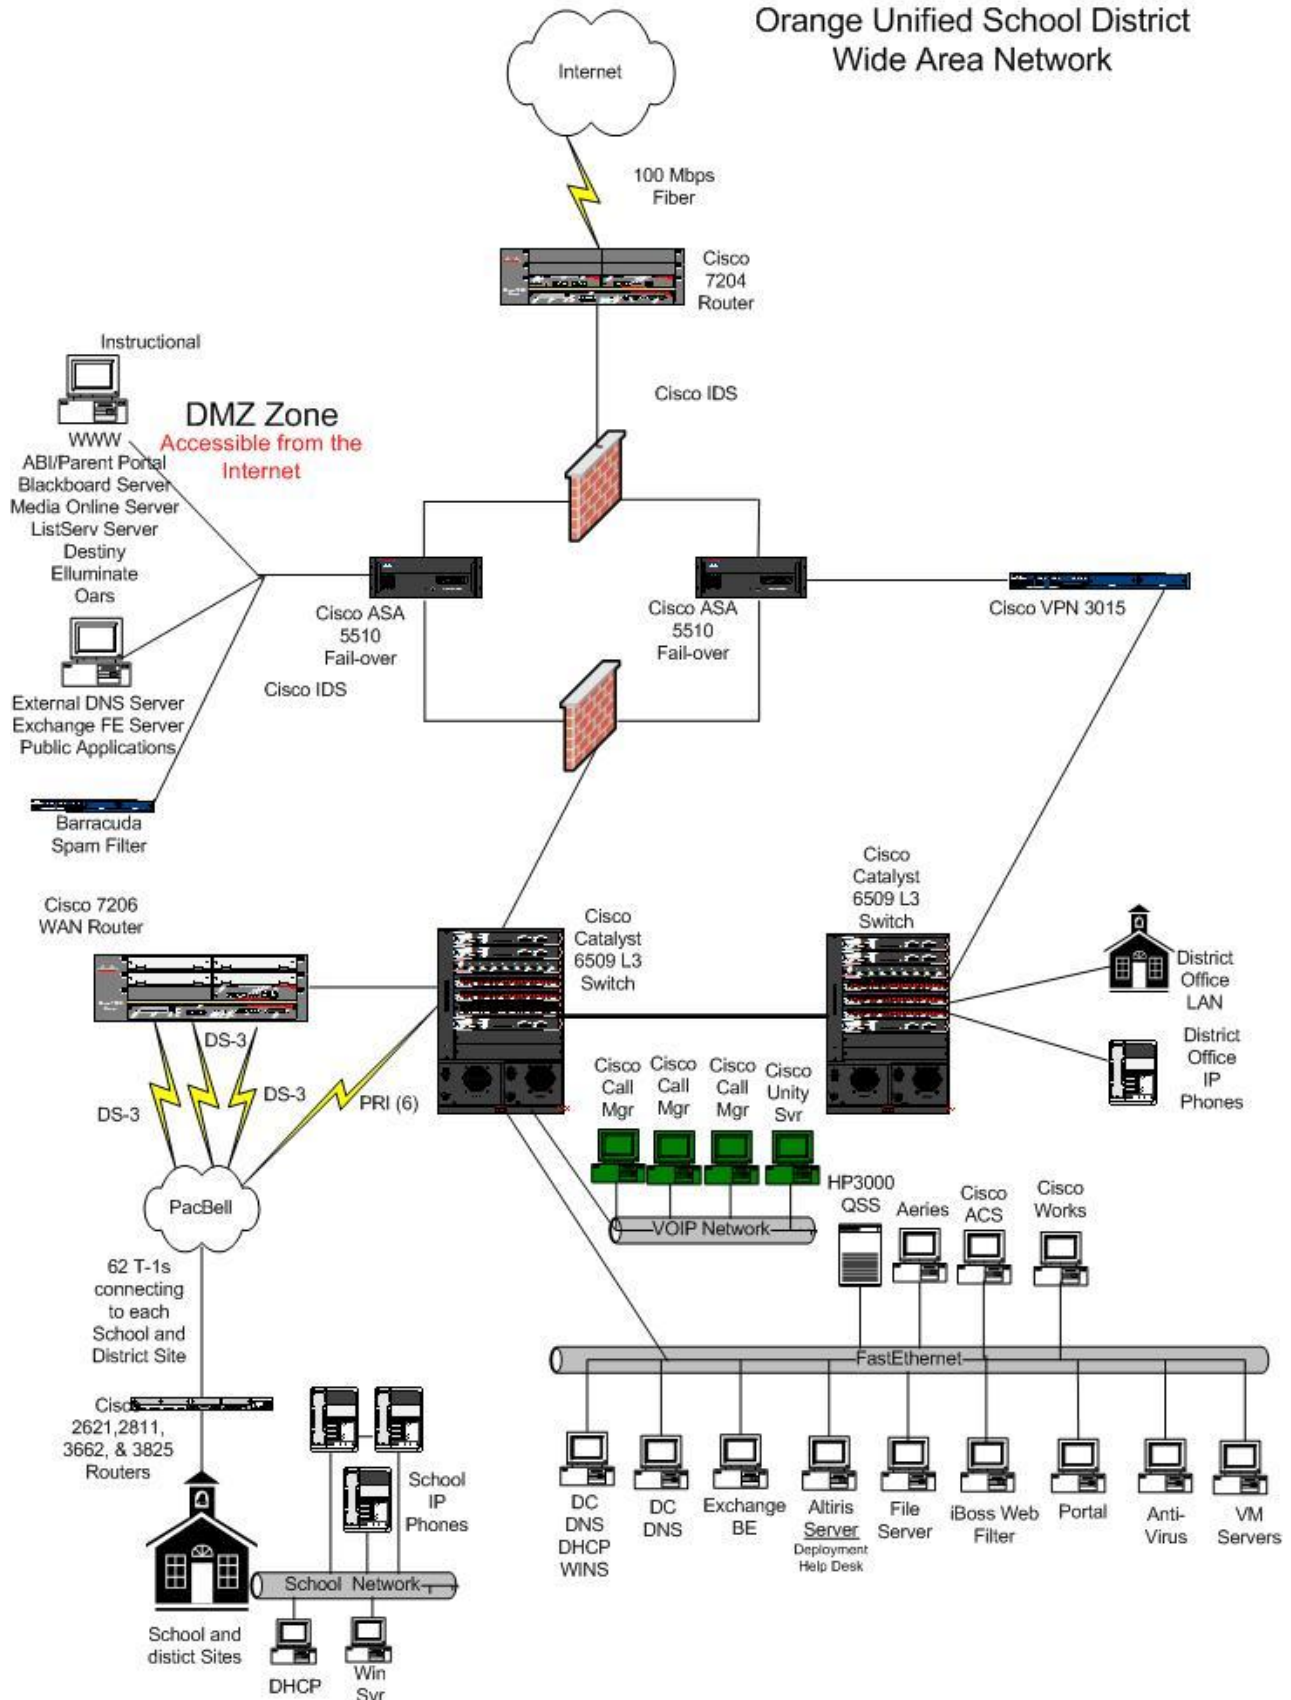 Orange Unified School District
Wide Area Network
Internet
100 Mbps
Fiber
Cisco
7204
Router
Instructional
Cisco IDS
DMZ Zone
Accessible from the
Internet
WWW
ABI/Parent Portal
Blackboard Server
Media Online Server
ListServ Server
Destiny
Elluminate
Oars
Cisco ASA
5510
Fail-over
Cisco ASA
5510
Fail-over
Cisco VPN 3015
Cisco IDS
External DNS Server
Exchange FE Server
Public Applications
Barracuda
Spam Filter
Cisco
Catalyst
6509 L3
Switch
Cisco 7206
WAN Router
Cisco
Catalyst
6509 L3
Switch
District
Office
LAN
DS-3
DS-3
DS-3
PRI (6)
District
Office
IP
Phones
Cisco
Call
Mgr
Cisco
Call
Mgr
Cisco
Call
Mgr
Cisco
Unity
Svr
PacBell
VOIP Network
HP3000
QSS
Aeries
Cisco
ACS
Cisco
Works
62 T-1s
connecting
to each
School and
District Site
FastEthernet
Cisco
2621,2811,
3662, & 3825
Routers
School
IP
Phones
DC
DNS
DHCP
WINS
DC
DNS
Exchange
BE
Altiris
Server
Deployment
Help Desk
File
Server
iBoss Web
Filter
Portal
Anti-
Virus
VM
Servers
School Network
School and
distict Sites
DHCP
Win
Svr